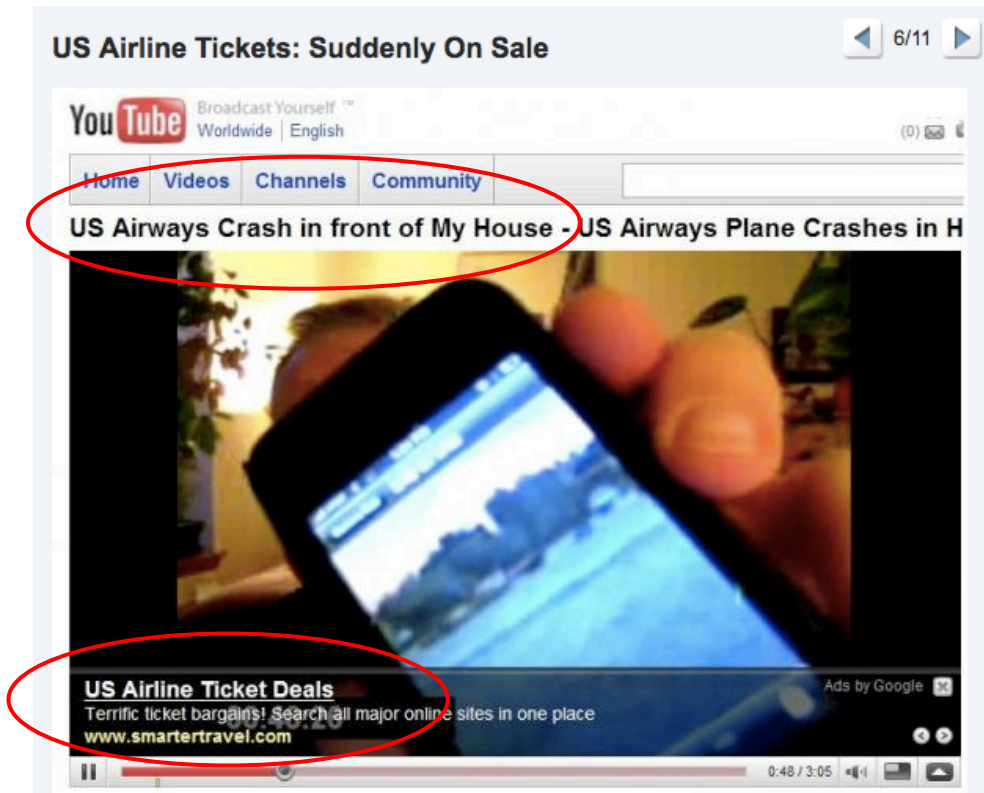 US Airline Tickets: Suddenly On Sale
6/11
YouTube
Broadcast Yourself ™
Worldwide | English
(0)
Home Videos Channels Community
US Airways Crash in front of My House - US Airways Plane Crashes in H
US Airline Ticket Deals
Ads by Google
Terrific ticket bargains! Search all major online sites in one place
www.smartertravel.com
0:48 / 3:05